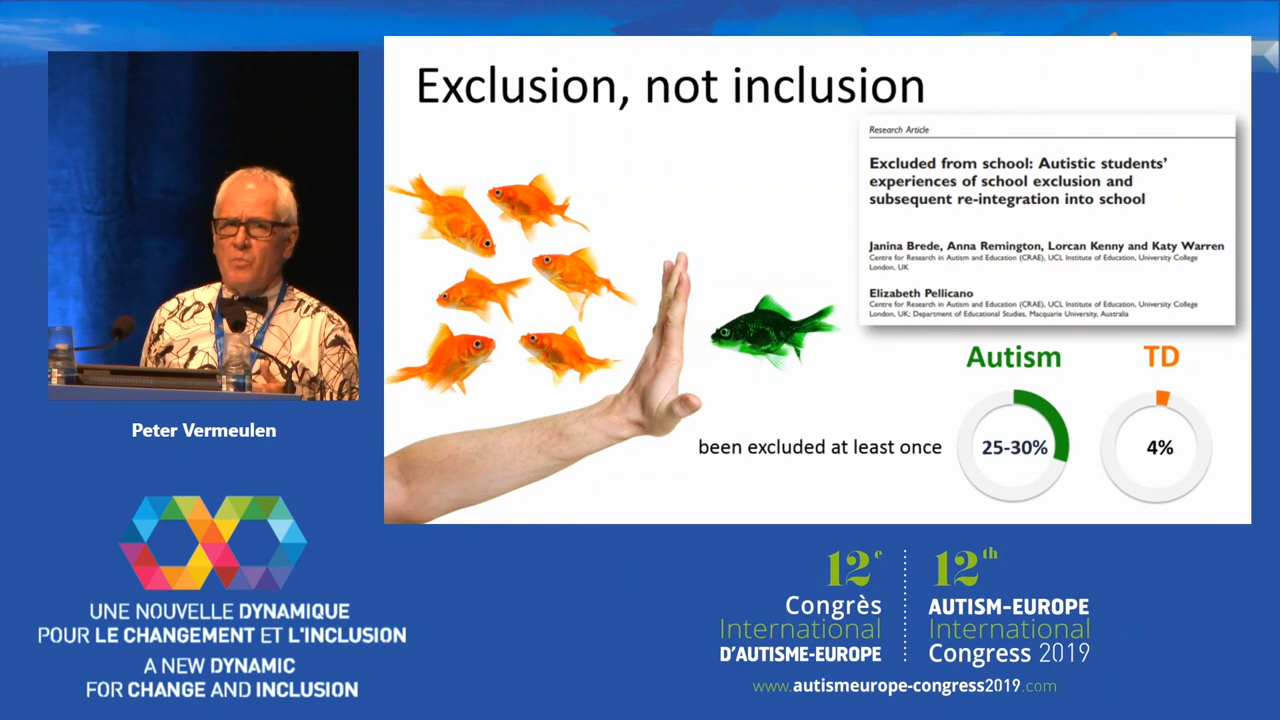 Exclusion, not inclusion
Research Article
Excluded from school: Autistic students'
experiences of school exclusion and
subsequent re-integration into school
Janina Brede, Anna Remington, Lorcan Kenny and Katy Warren
Centre for Research in Autism and Education (CRAE), UCL Institute of Education, University College
London, UK
Elizabeth Pellicano
Centre for Research in Autism and Education (CRAE), UCL Institute of Education, University College
London, UK; Department of Educational Studies, Macquarie University, Australia
Autism
TD
been excluded at least once
25-30%
4%
Peter Vermeulen
UNE NOUVELLE DYNAMIQUE
POUR LE CHANGEMENT ET L'INCLUSION
A NEW DYNAMIC
FOR CHANGE AND INCLUSION
12e
Congrès
International
D'AUTISME-EUROPE
12th
AUTISM-EUROPE
International
Congress 2019
www.autismeurope-congress2019.com